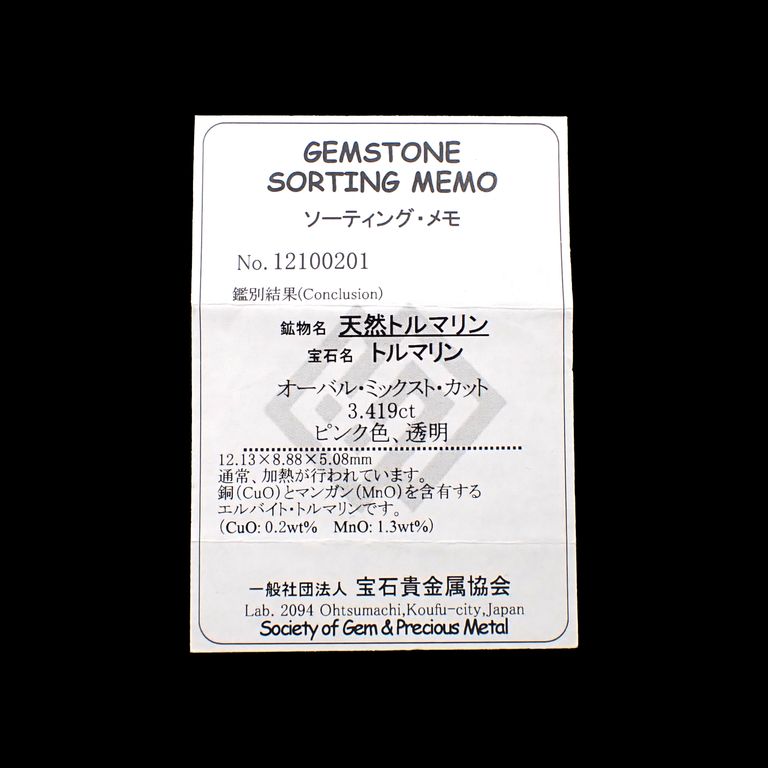 GEMSTONE
SORTING MEMO
ソーティング・メモ
No. 12100201
鑑別結果(Conclusion)
鉱物名 天然トルマリン
宝石名 トルマリン
オーバル・ミックスト・カット
3.419ct
ピンク色、透明
12.13×8.88×5.08mm
通常、加熱が行われています。
銅(CuO)とマンガン(MnO)を含有する
エルバイト・トルマリンです。
(CuO: 0.2wt% MnO: 1.3wt%)
一般社団法人 宝石貴金属協会
Lab. 2094 Ohtsumachi,Koufu-city,Japan
Society of Gem & Precious Metal